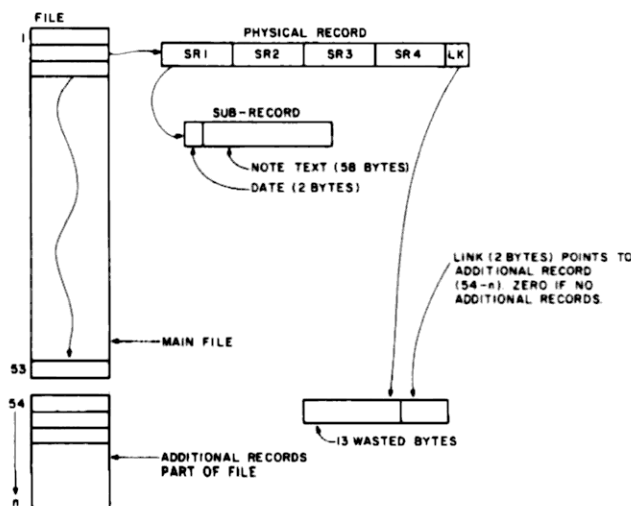 FILE
1
PHYSICAL RECORD
SR1 SR2 SR3 SR4 LK
SUB-RECORD
NOTE TEXT (58 BYTES)
DATE (2 BYTES)
LINK (2 BYTES) POINTS TO
ADDITIONAL RECORD
(54-n). ZERO IF NO
ADDITIONAL RECORDS.
MAIN FILE
53
54
13 WASTED BYTES
ADDITIONAL RECORDS
PART OF FILE
n